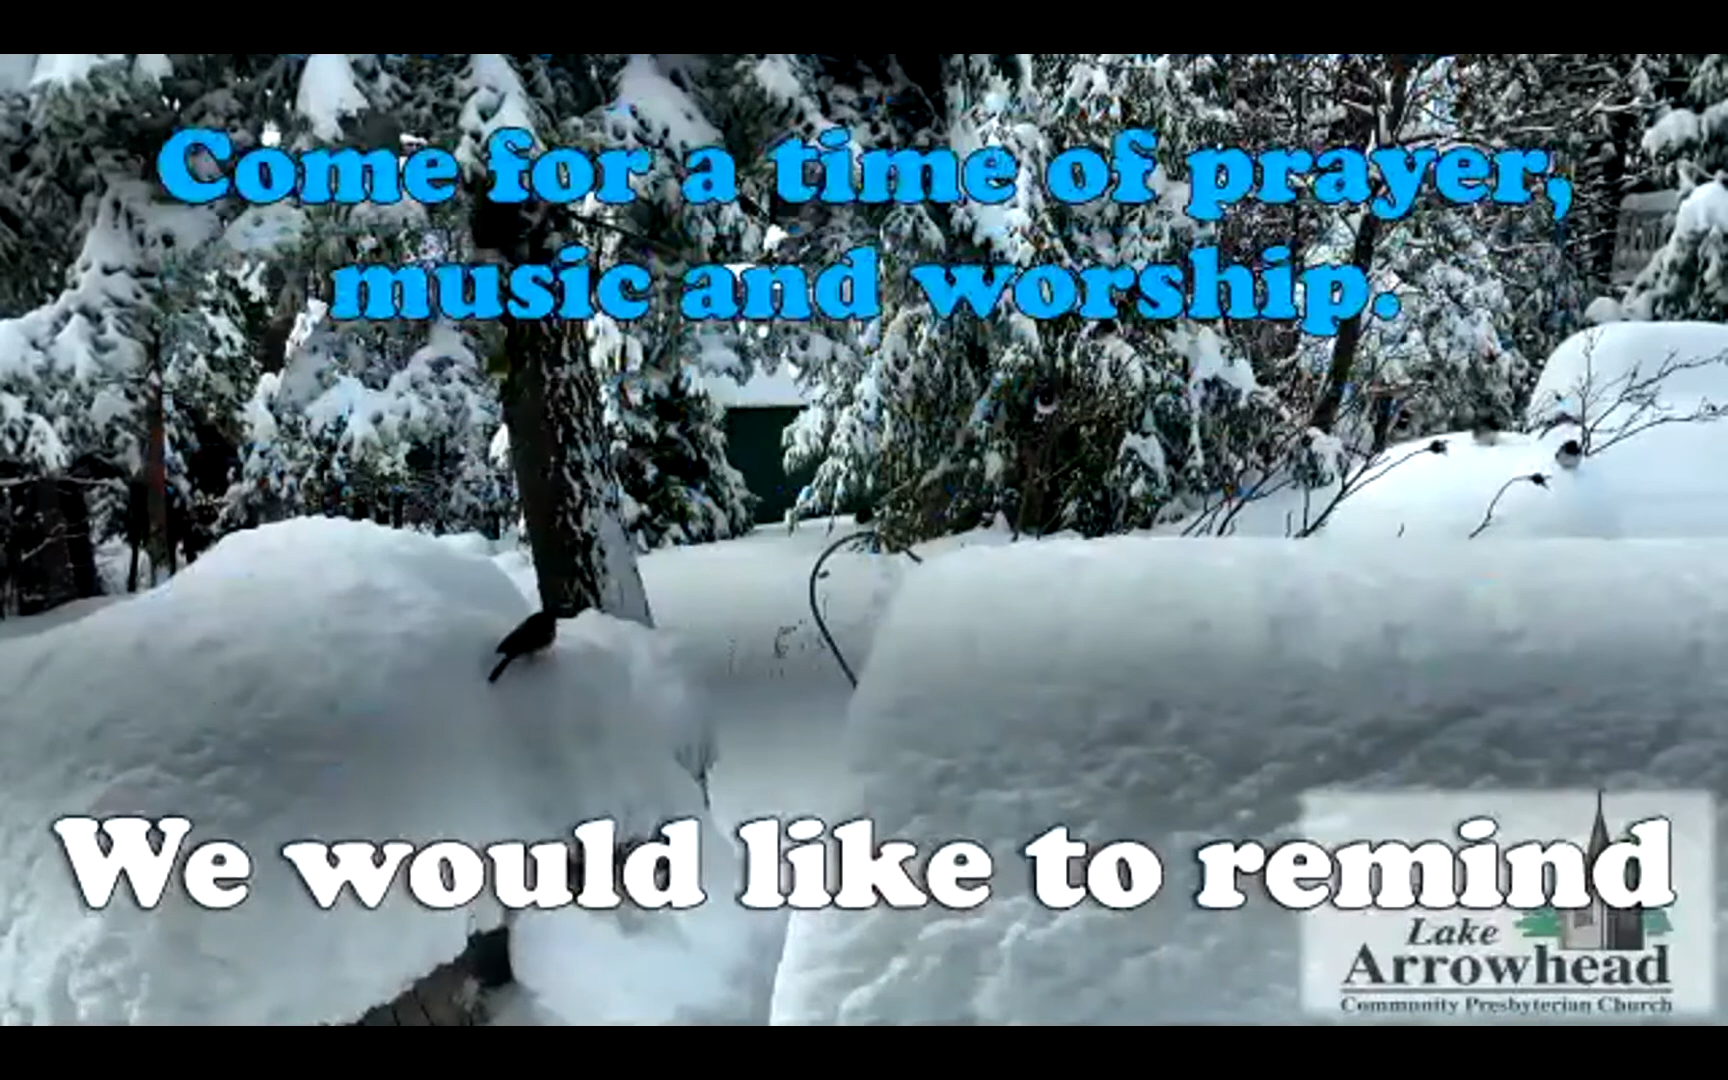 Come for a time of prayer,
music and worship.
We would like to remind
Lake
Arrowhead
Community Presbyterian Church